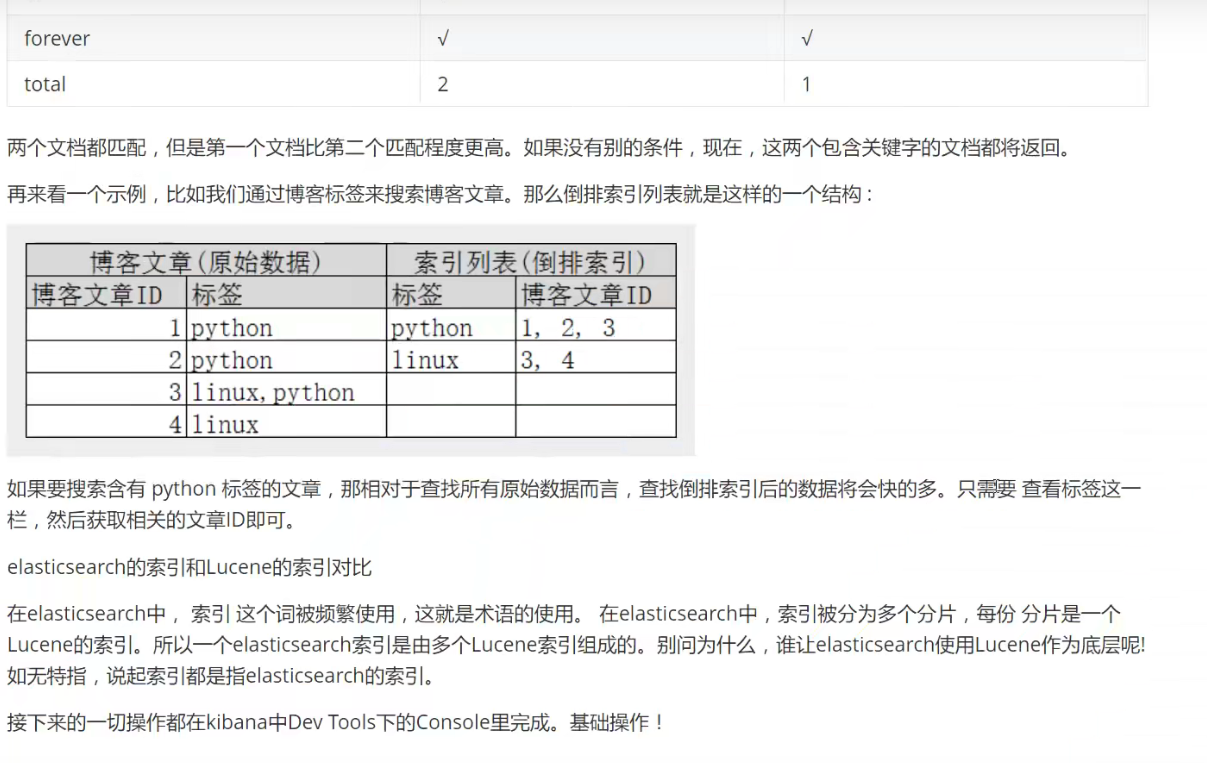 forever √ √
total 2 1
两个文档都匹配，但是第一个文档比第二个匹配程度更高。如果没有别的条件，现在，这两个包含关键字的文档都将返回。
再来看一个示例，比如我们通过博客标签来搜索博客文章。那么倒排索引列表就是这样的一个结构：
博客文章(原始数据) 索引列表(倒排索引)
博客文章ID 标签 标签 博客文章ID
1 python python 1, 2, 3
2 python linux 3, 4
3 linux,python
4 linux
如果要搜索含有 python 标签的文章，那相对于查找所有原始数据而言，查找倒排索引后的数据将会快的多。只需要 查看标签这一
栏，然后获取相关的文章ID即可。
elasticsearch的索引和Lucene的索引对比
在elasticsearch中， 索引 这个词被频繁使用，这就是术语的使用。 在elasticsearch中，索引被分为多个分片，每份 分片是一个
Lucene的索引。所以一个elasticsearch索引是由多个Lucene索引组成的。别问为什么，谁让elasticsearch使用Lucene作为底层呢!
如无特指，说起索引都是指elasticsearch的索引。
接下来的一切操作都在kibana中Dev Tools下的Console里完成。基础操作！